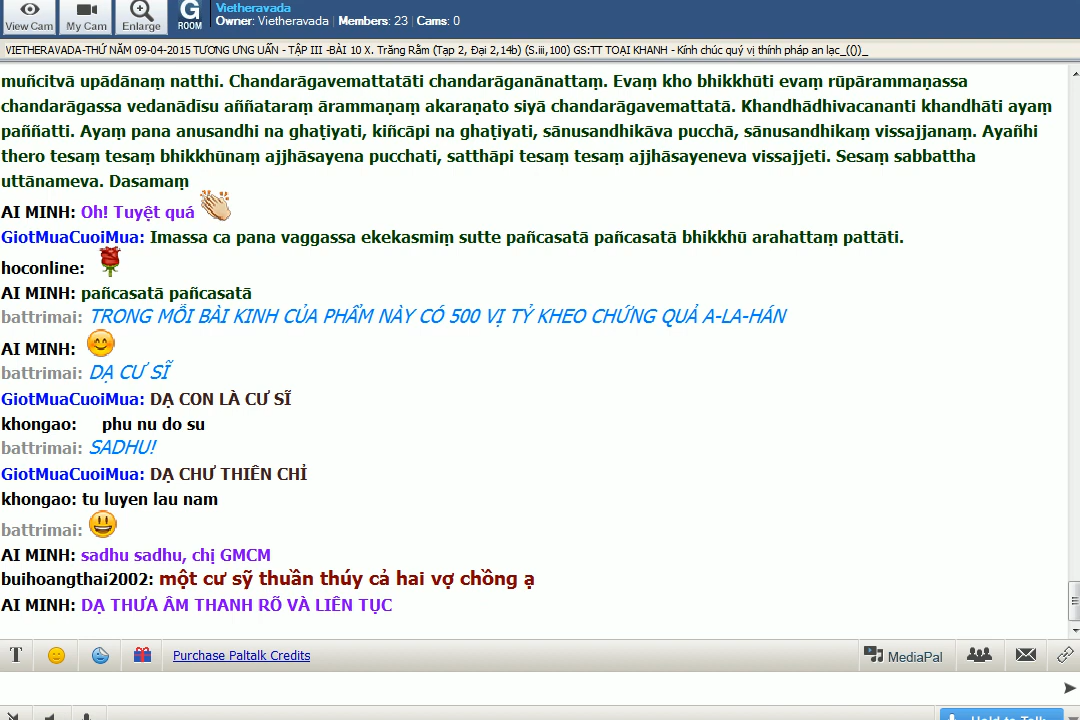 View Cam My Cam Enlarge G ROOM
Vietheravada
Owner: Vietheravada | Members: 23 | Cams: 0
VIETHERAVADA-THỨ NĂM 09-04-2015 TƯƠNG ƯNG UẨN - TẬP III -BÀI 10 X. Trăng Rằm (Tạp 2, Đại 2,14b) (S.iii,100) GS:TT TOẠI KHANH - Kính chúc quý vị thính pháp an lạc_(())_
muñcitvā upādānaṃ natthi. Chandarāgavemattatāti chandarāganānattaṃ. Evaṃ kho bhikkhūti evaṃ rūpārammaṇassa
chandarāgassa vedanādīsu aññataraṃ ārammaṇaṃ akaraṇato siyā chandarāgavemattatā. Khandhādhivacananti khandhāti ayaṃ
paññatti. Ayaṃ pana anusandhi na ghaṭiyati, kiñcāpi na ghaṭiyati, sānusandhikāva pucchā, sānusandhikaṃ vissajjanaṃ. Ayañhi
thero tesaṃ tesaṃ bhikkhūnaṃ ajjhāsayena pucchati, satthāpi tesaṃ tesaṃ ajjhāsayeneva vissajjeti. Sesaṃ sabbattha
uttānameva. Dasamaṃ
AI MINH: Oh! Tuyệt quá
GiotMuaCuoiMua: Imassa ca pana vaggassa ekekasmiṃ sutte pañcasatā pañcasatā bhikkhū arahattaṃ pattāti.
hoconline:
AI MINH: pañcasatā pañcasatā
battrimai: TRONG MỖI BÀI KINH CỦA PHẨM NÀY CÓ 500 VỊ TỶ KHEO CHỨNG QUẢ A-LA-HÁN
AI MINH:
battrimai: DẠ CƯ SĨ
GiotMuaCuoiMua: DẠ CON LÀ CƯ SĨ
khongao: phu nu do su
battrimai: SADHU!
GiotMuaCuoiMua: DẠ CHƯ THIÊN CHỈ
khongao: tu luyen lau nam
battrimai:
AI MINH: sadhu sadhu, chị GMCM
buihoangthai2002: một cư sỹ thuần thúy cả hai vợ chồng ạ
AI MINH: DẠ THƯA ÂM THANH RÕ VÀ LIÊN TỤC
T Purchase Paltalk Credits MediaPal
Hold to Talk